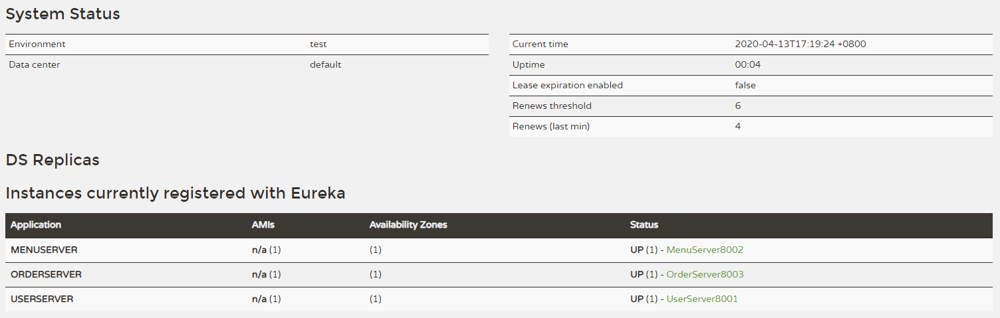 System Status
Environment test
Data center default
Current time 2020-04-13T17:19:24 +0800
Uptime 00:04
Lease expiration enabled false
Renews threshold 6
Renews (last min) 4
DS Replicas
Instances currently registered with Eureka
Application AMIs Availability Zones Status
MENUSERVER n/a (1) (1) UP (1) - MenuServer8002
ORDERSERVER n/a (1) (1) UP (1) - OrderServer8003
USERSERVER n/a (1) (1) UP (1) - UserServer8001